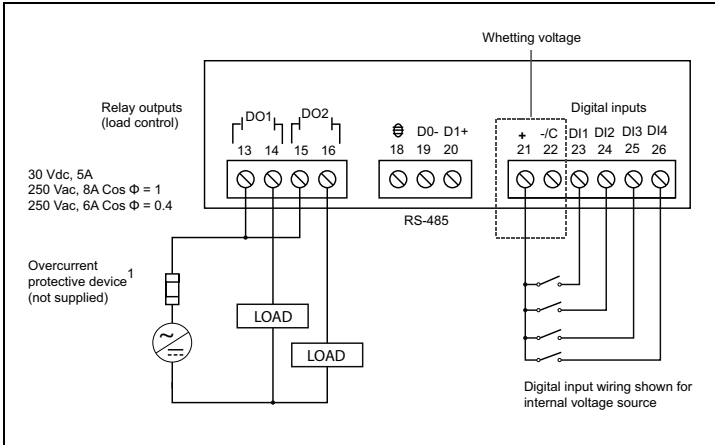 Whetting voltage
Relay outputs
(load control)
DO1 DO2
13 14 15 16
D0- D1+
18 19 20
RS-485
Digital inputs
+ -/C DI1 DI2 DI3 DI4
21 22 23 24 25 26
30 Vdc, 5A
250 Vac, 8A Cos Φ = 1
250 Vac, 6A Cos Φ = 0.4
Overcurrent
protective device1
(not supplied)
LOAD
LOAD
Digital input wiring shown for
internal voltage source